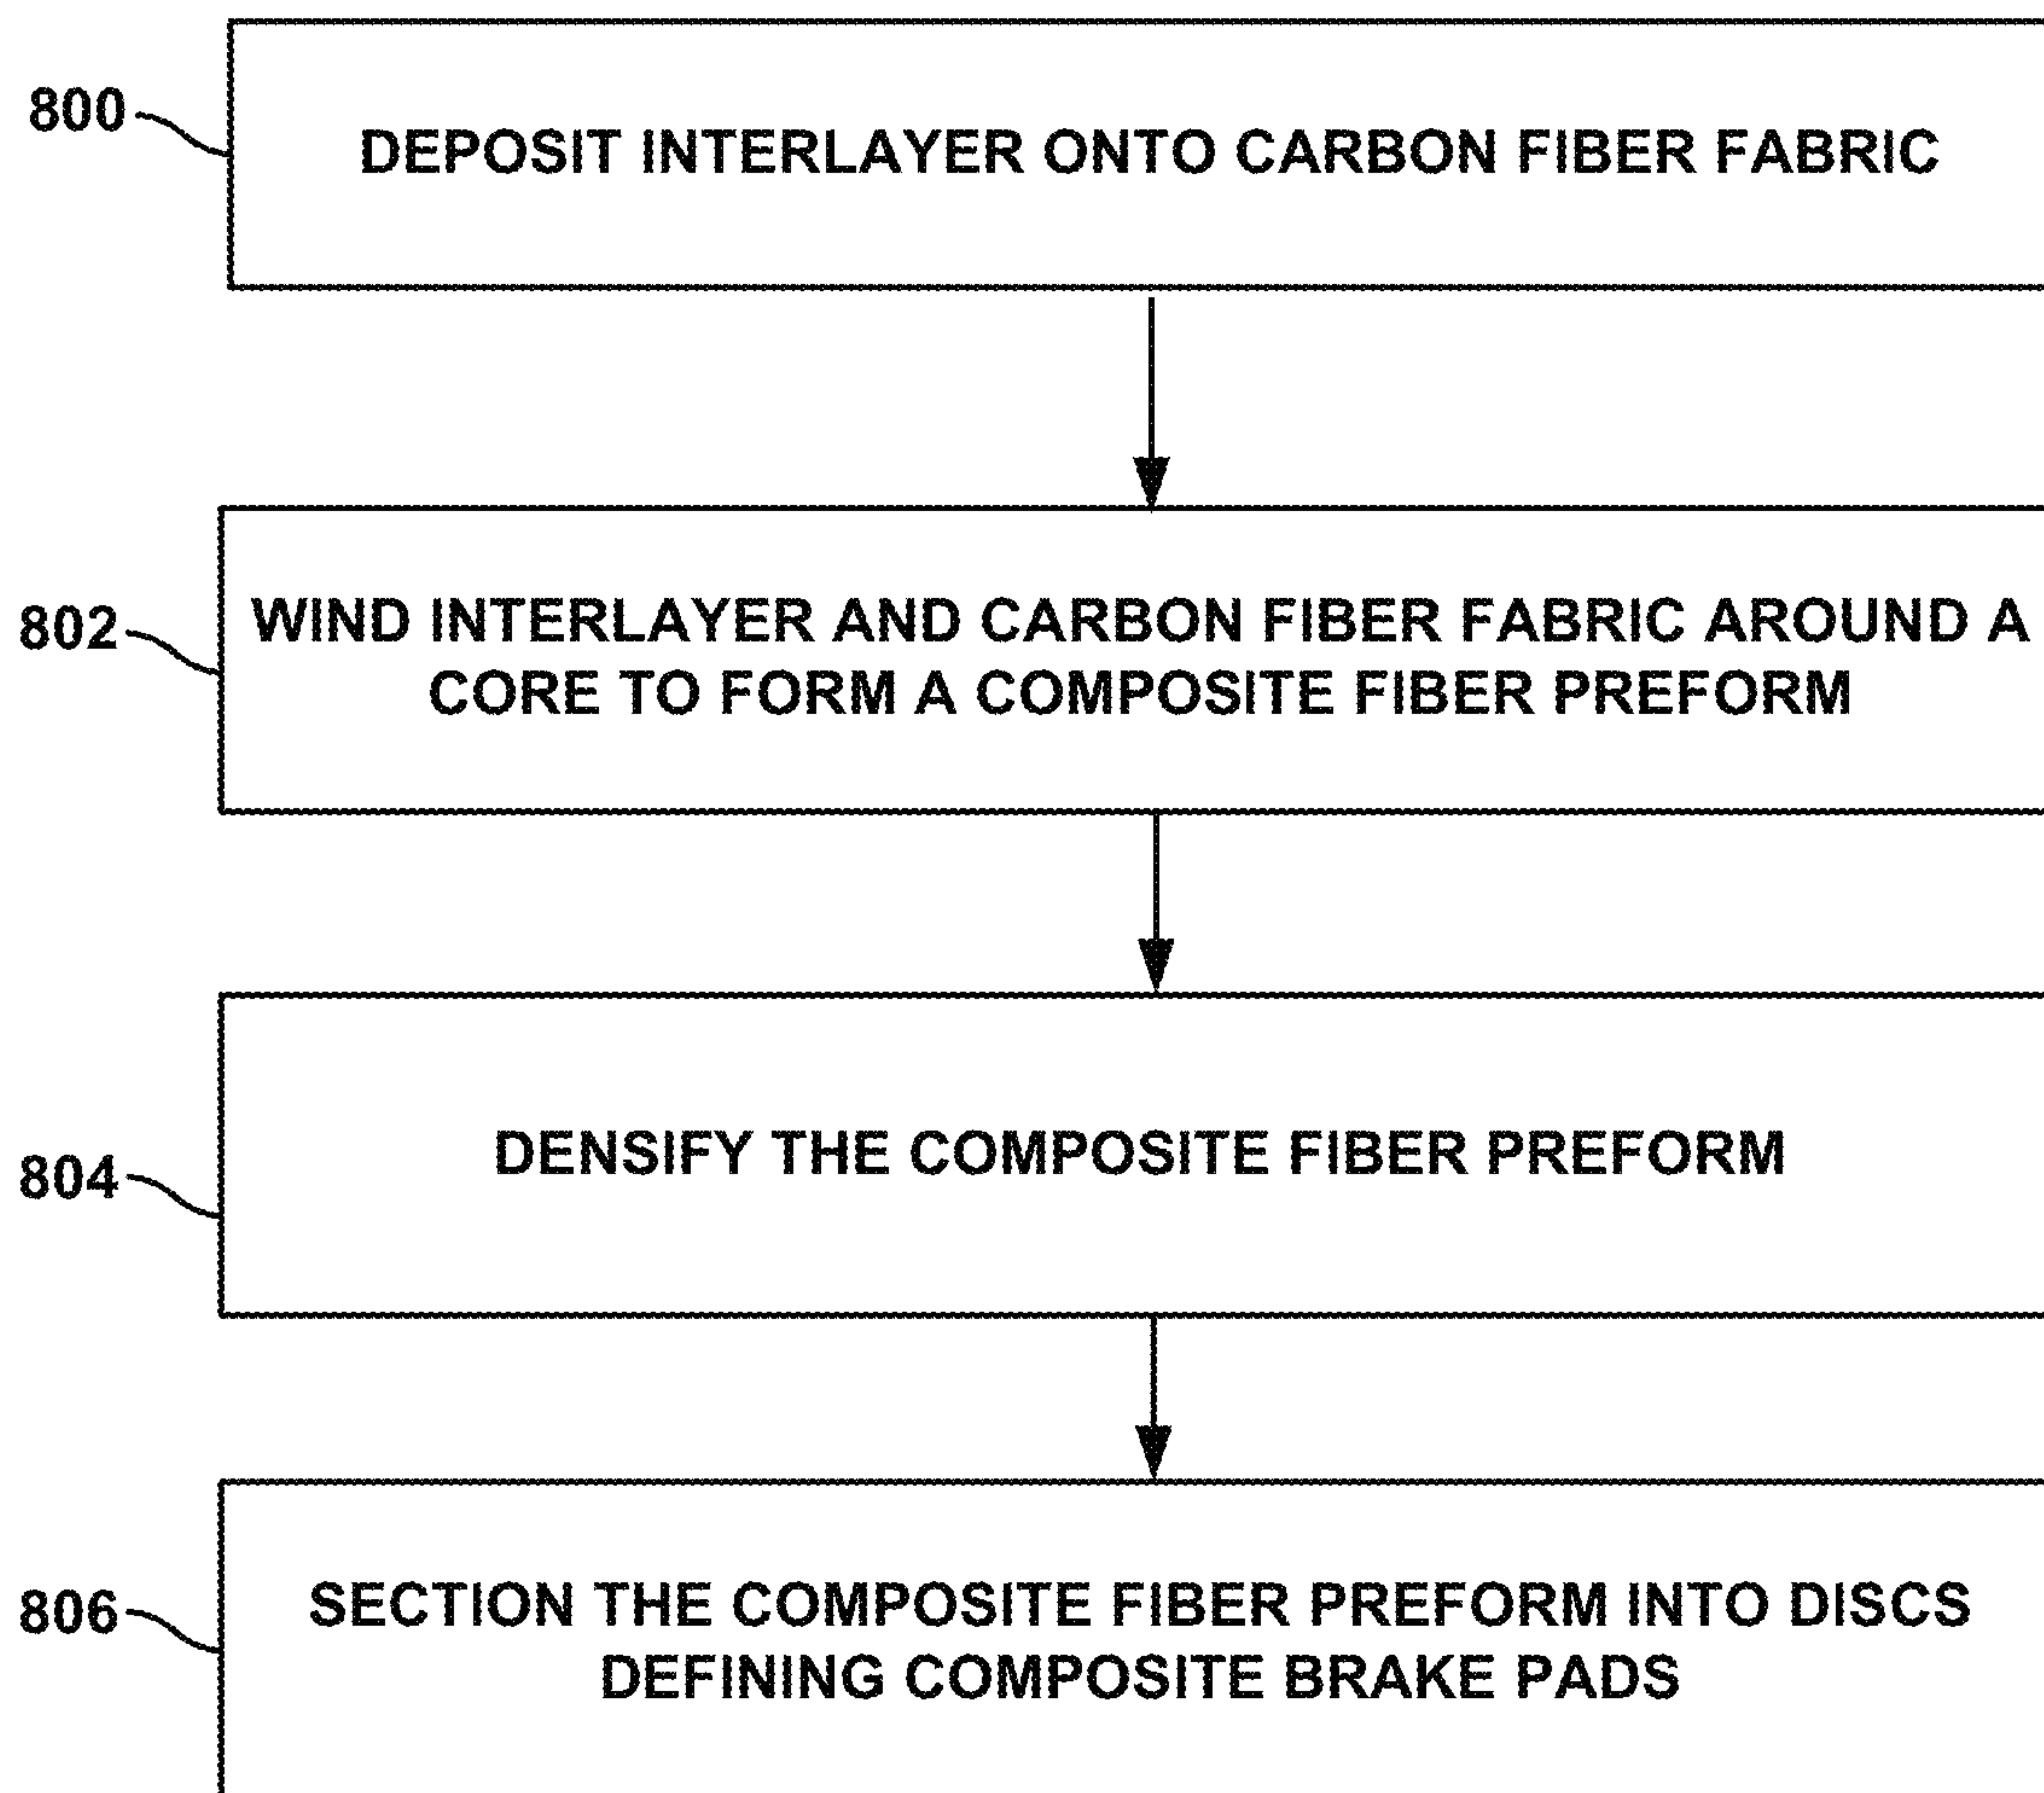 800
DEPOSIT INTERLAYER ONTO CARBON FIBER FABRIC
802
WIND INTERLAYER AND CARBON FIBER FABRIC AROUND A
CORE TO FORM A COMPOSITE FIBER PREFORM
804
DENSIFY THE COMPOSITE FIBER PREFORM
806
SECTION THE COMPOSITE FIBER PREFORM INTO DISCS
DEFINING COMPOSITE BRAKE PADS